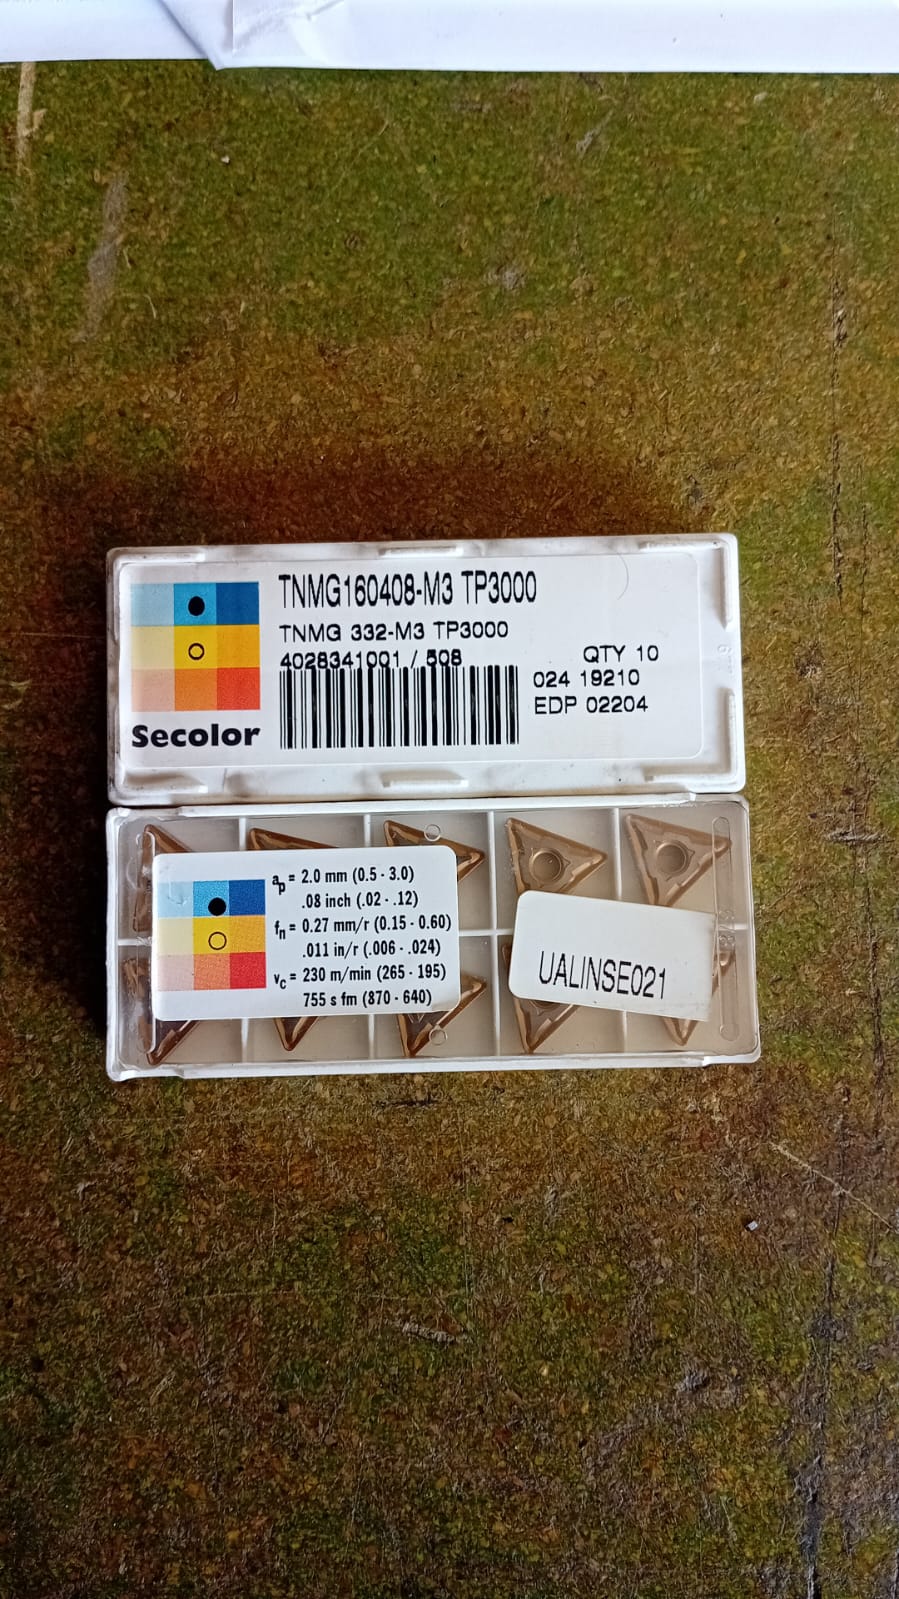 TNMG160408-M3 TP3000
TNMG 332-M3 TP3000
4028341001 / 508
QTY 10
024 19210
EDP 02204
Secolor
ap = 2.0 mm (0.5 - 3.0)
.08 inch (.02 - .12)
fn = 0.27 mm/r (0.15 - 0.60)
.011 in/r (.006 - .024)
vc = 230 m/min (265 - 195)
755 s fm (870 - 640)
UALINSE021